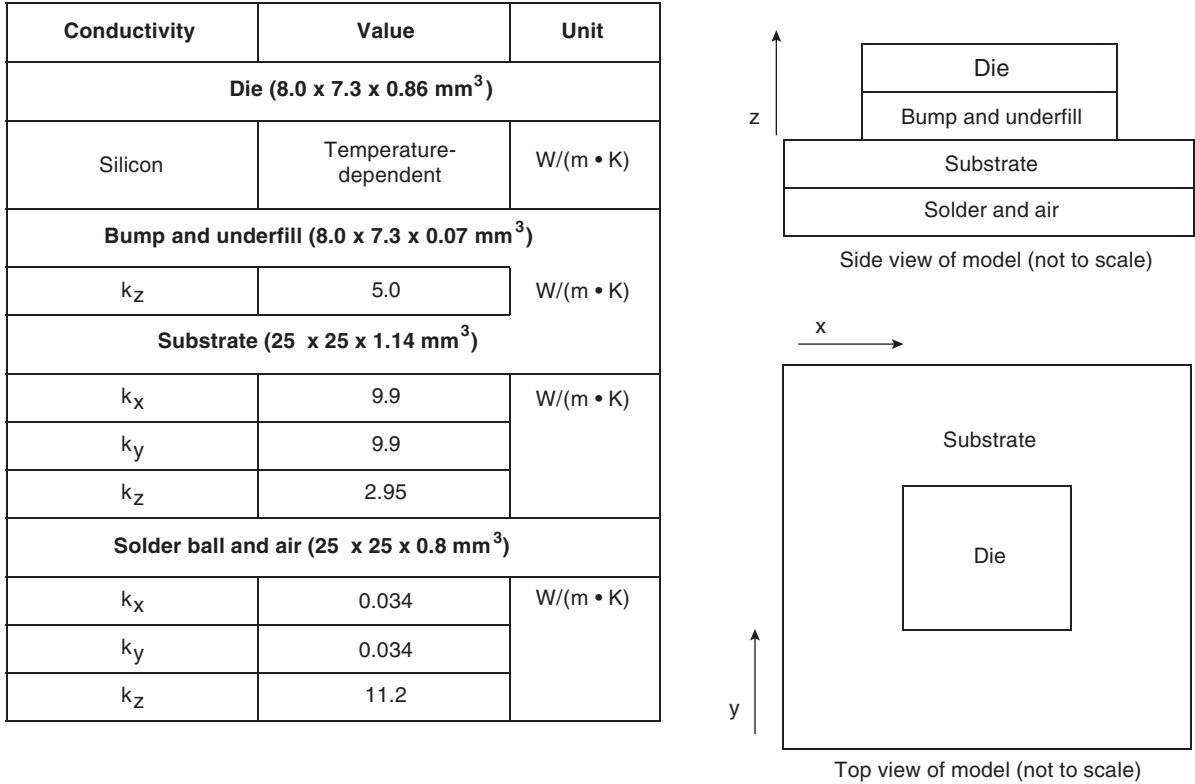 Conductivity Value Unit
Die (8.0 x 7.3 x 0.86 mm3)
Silicon Temperature-
dependent W/(m • K)
Bump and underfill (8.0 x 7.3 x 0.07 mm3)
kz 5.0 W/(m • K)
Substrate (25 x 25 x 1.14 mm3)
kx 9.9 W/(m • K)
ky 9.9
kz 2.95
Solder ball and air (25 x 25 x 0.8 mm3)
kx 0.034 W/(m • K)
ky 0.034
kz 11.2
z
Die
Bump and underfill
Substrate
Solder and air
Side view of model (not to scale)
x
Substrate
Die
y
Top view of model (not to scale)